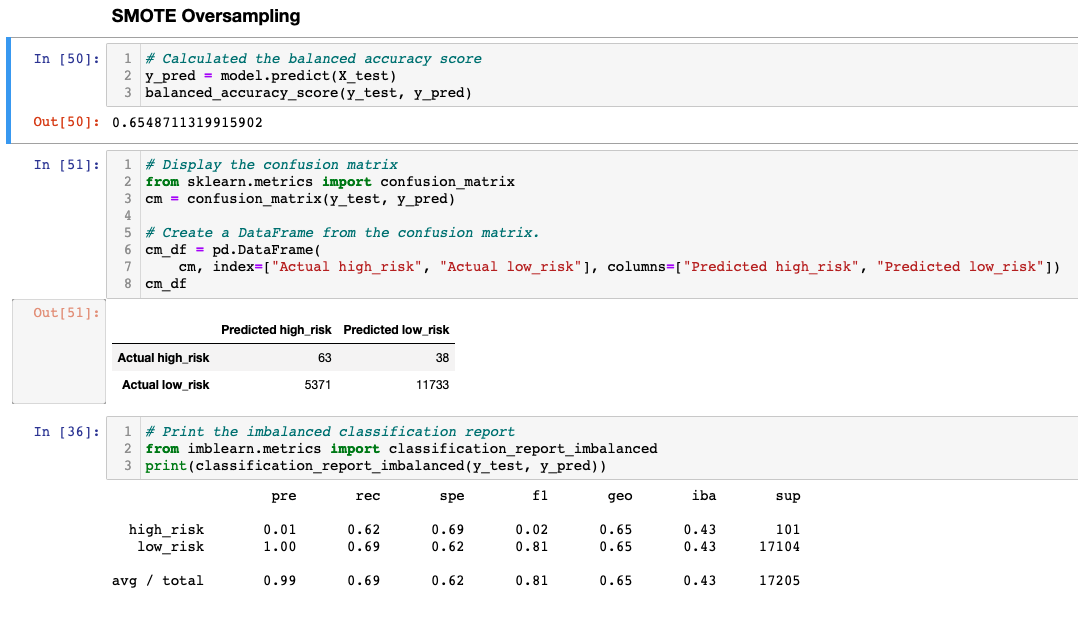 SMOTE Oversampling
In [50]:
1 # Calculated the balanced accuracy score
2 y_pred = model.predict(X_test)
3 balanced_accuracy_score(y_test, y_pred)
Out[50]: 0.6548711319915902
In [51]:
1 # Display the confusion matrix
2 from sklearn.metrics import confusion_matrix
3 cm = confusion_matrix(y_test, y_pred)
4
5 # Create a DataFrame from the confusion matrix.
6 cm_df = pd.DataFrame(
7     cm, index=["Actual high_risk", "Actual low_risk"], columns=["Predicted high_risk", "Predicted low_risk"])
8 cm_df
Out[51]:
Predicted high_risk Predicted low_risk
Actual high_risk 63 38
Actual low_risk 5371 11733
In [36]:
1 # Print the imbalanced classification report
2 from imblearn.metrics import classification_report_imbalanced
3 print(classification_report_imbalanced(y_test, y_pred))
pre rec spe f1 geo iba sup
high_risk 0.01 0.62 0.69 0.02 0.65 0.43 101
low_risk 1.00 0.69 0.62 0.81 0.65 0.43 17104
avg / total 0.99 0.69 0.62 0.81 0.65 0.43 17205